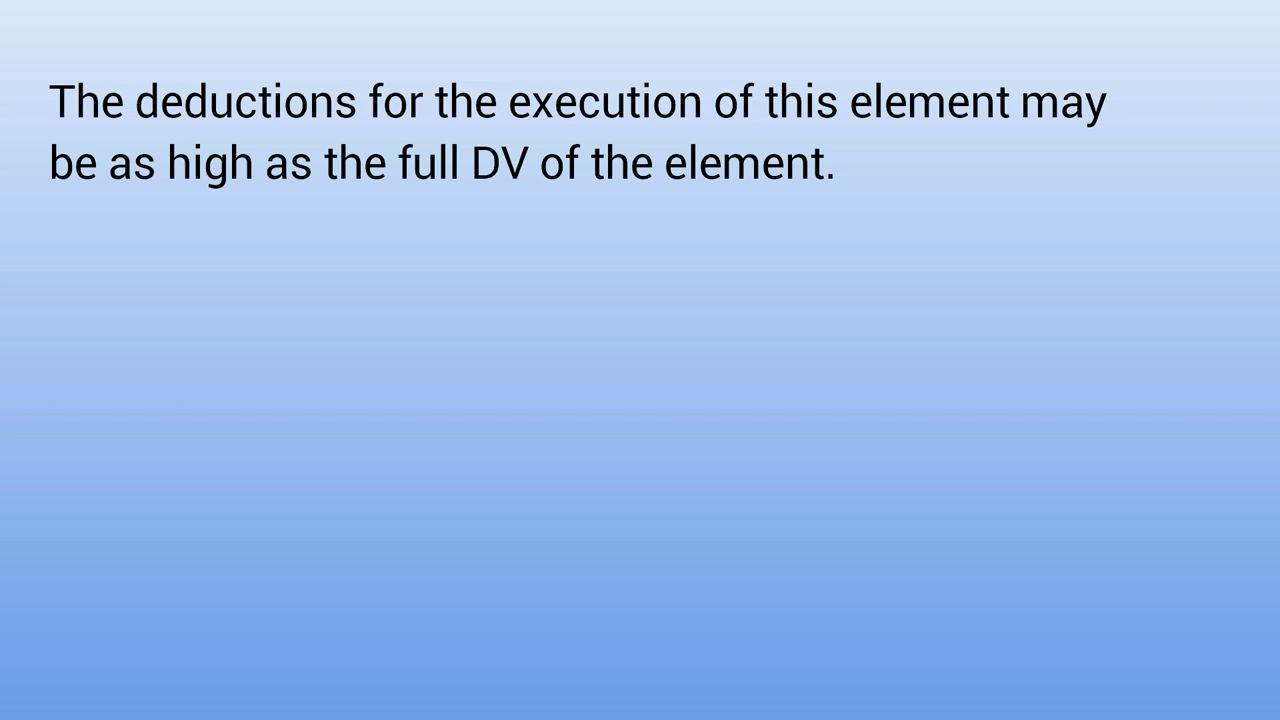 The deductions for the execution of this element may
be as high as the full DV of the element.